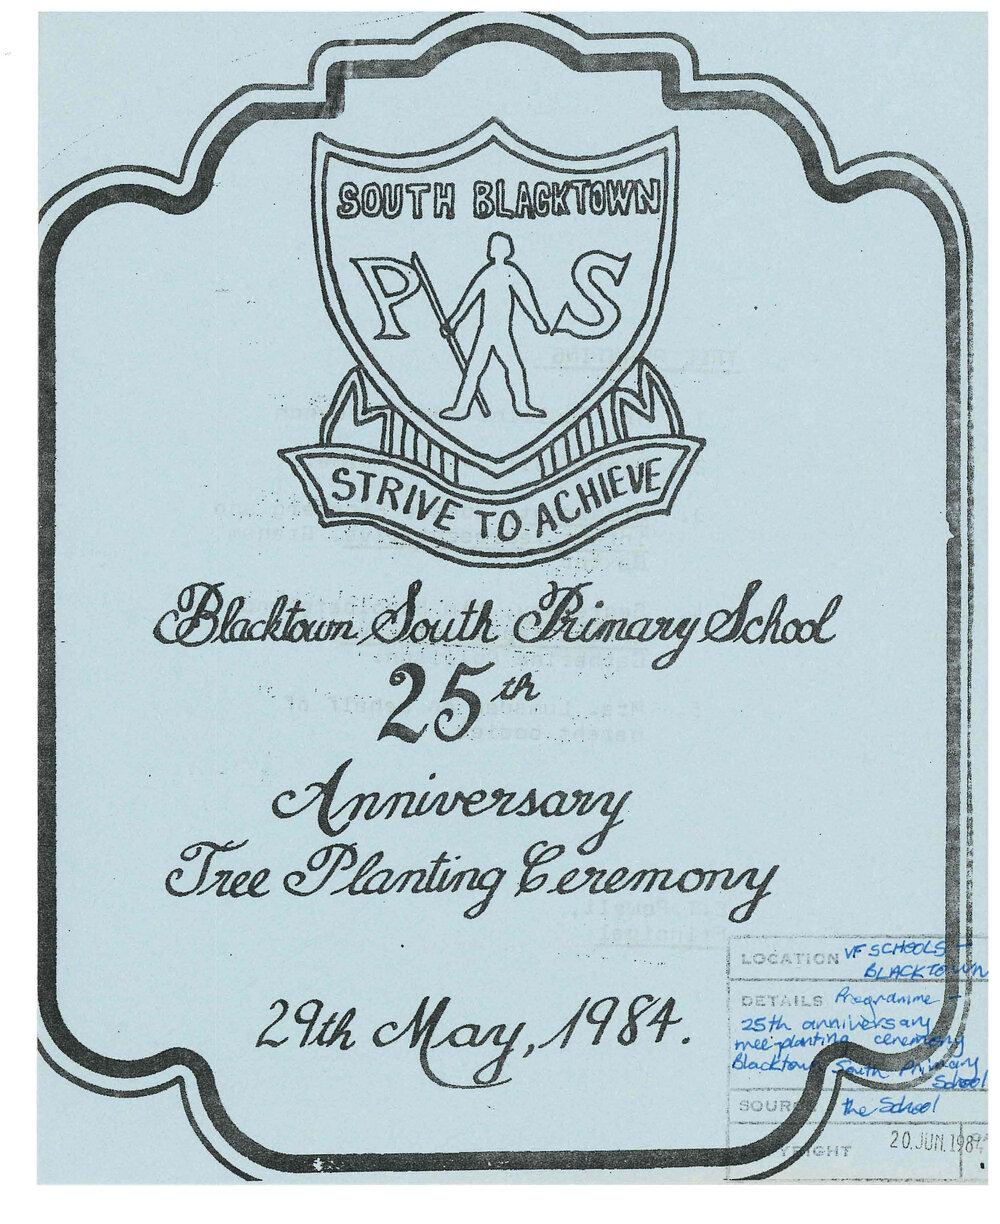 SOUTH BLACKTOWN
P S
STRIVE TO ACHIEVE
Blacktown South Primary School
25th
Anniversary
Tree Planting Ceremony
29th May, 1984.
LOCATION VF SCHOOLS -
BLACKTOWN
DETAILS Programme -
25th anniversary
tree planting ceremony
Blacktown South Primary
School
SOURCE the School
20. JUN. 1984